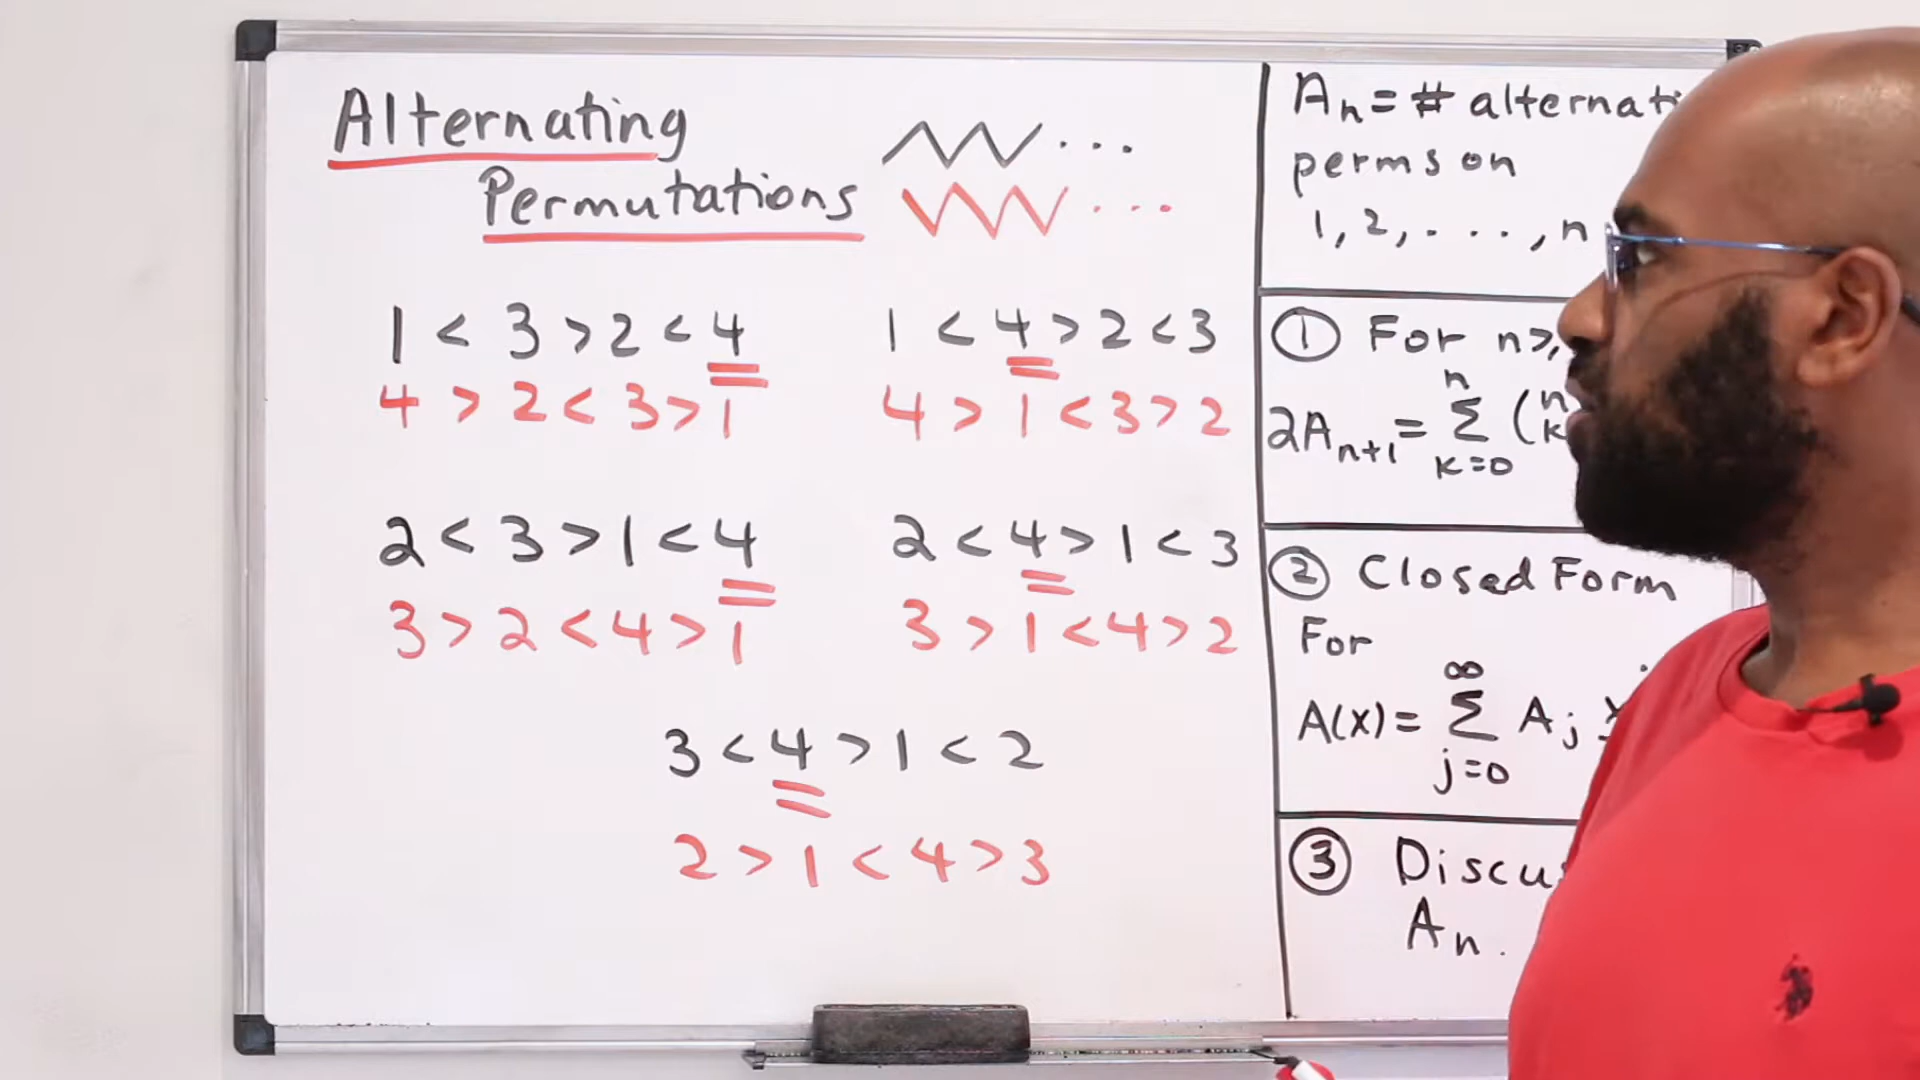 Alternating
Permutations
1 < 3 > 2 < 4
4 > 2 < 3 > 1
1 < 4 > 2 < 3
4 > 1 < 3 > 2
2 < 3 > 1 < 4
3 > 2 < 4 > 1
2 < 4 > 1 < 3
3 > 1 < 4 > 2
3 < 4 > 1 < 2
2 > 1 < 4 > 3
An = # alternati
perms on
1, 2, . . . , n
① For n>,
n
2An+1 = Σ (n
k
k=0
② Closed Form
For
∞
A(x) = Σ Aj
j=0
③ Discu
An.